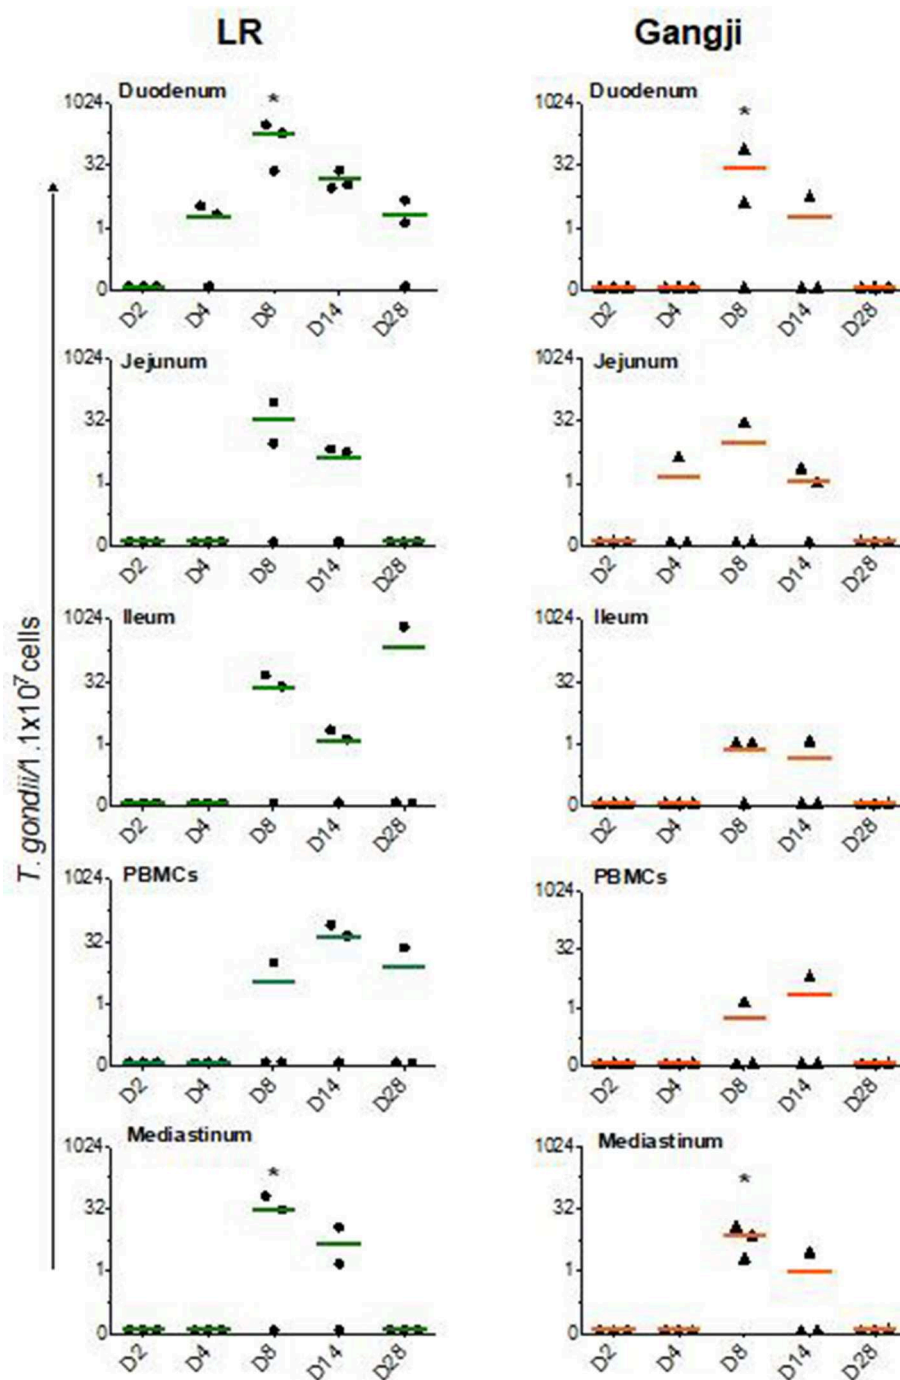 LR Gangji
Duodenum * Duodenum *
1024 1024
32 32
1 1
0 0
D2 D4 D8 D14 D28 D2 D4 D8 D14 D28
Jejunum Jejunum
1024 1024
32 32
1 1
0 0
D2 D4 D8 D14 D28 D2 D4 D8 D14 D28
Ileum Ileum
1024 1024
32 32
1 1
0 0
D2 D4 D8 D14 D28 D2 D4 D8 D14 D28
PBMCs PBMCs
1024 1024
32 32
1 1
0 0
D2 D4 D8 D14 D28 D2 D4 D8 D14 D28
Mediastinum * Mediastinum *
1024 1024
32 32
1 1
0 0
D2 D4 D8 D14 D28 D2 D4 D8 D14 D28
T. gondii/1.1x10⁷cells